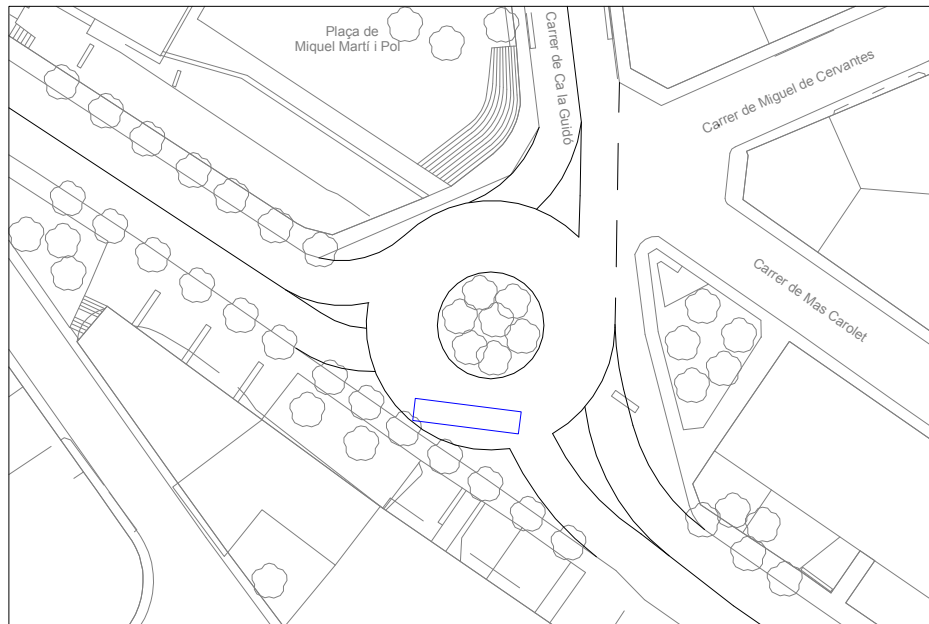 Plaça de
Miquel Martí i Pol
Carrer de Ca la Guidó
Carrer de Miguel de Cervantes
Carrer de Mas Carolet